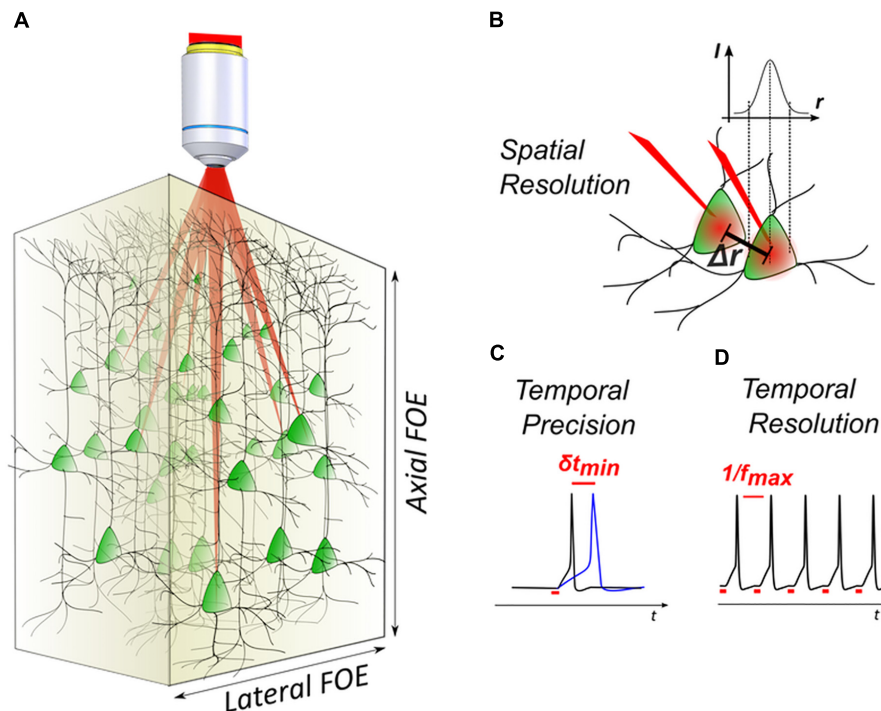 A
Axial FOE
Lateral FOE
B
I
r
Spatial
Resolution
Δr
C
Temporal
Precision
δtmin
t
D
Temporal
Resolution
1/fmax
t